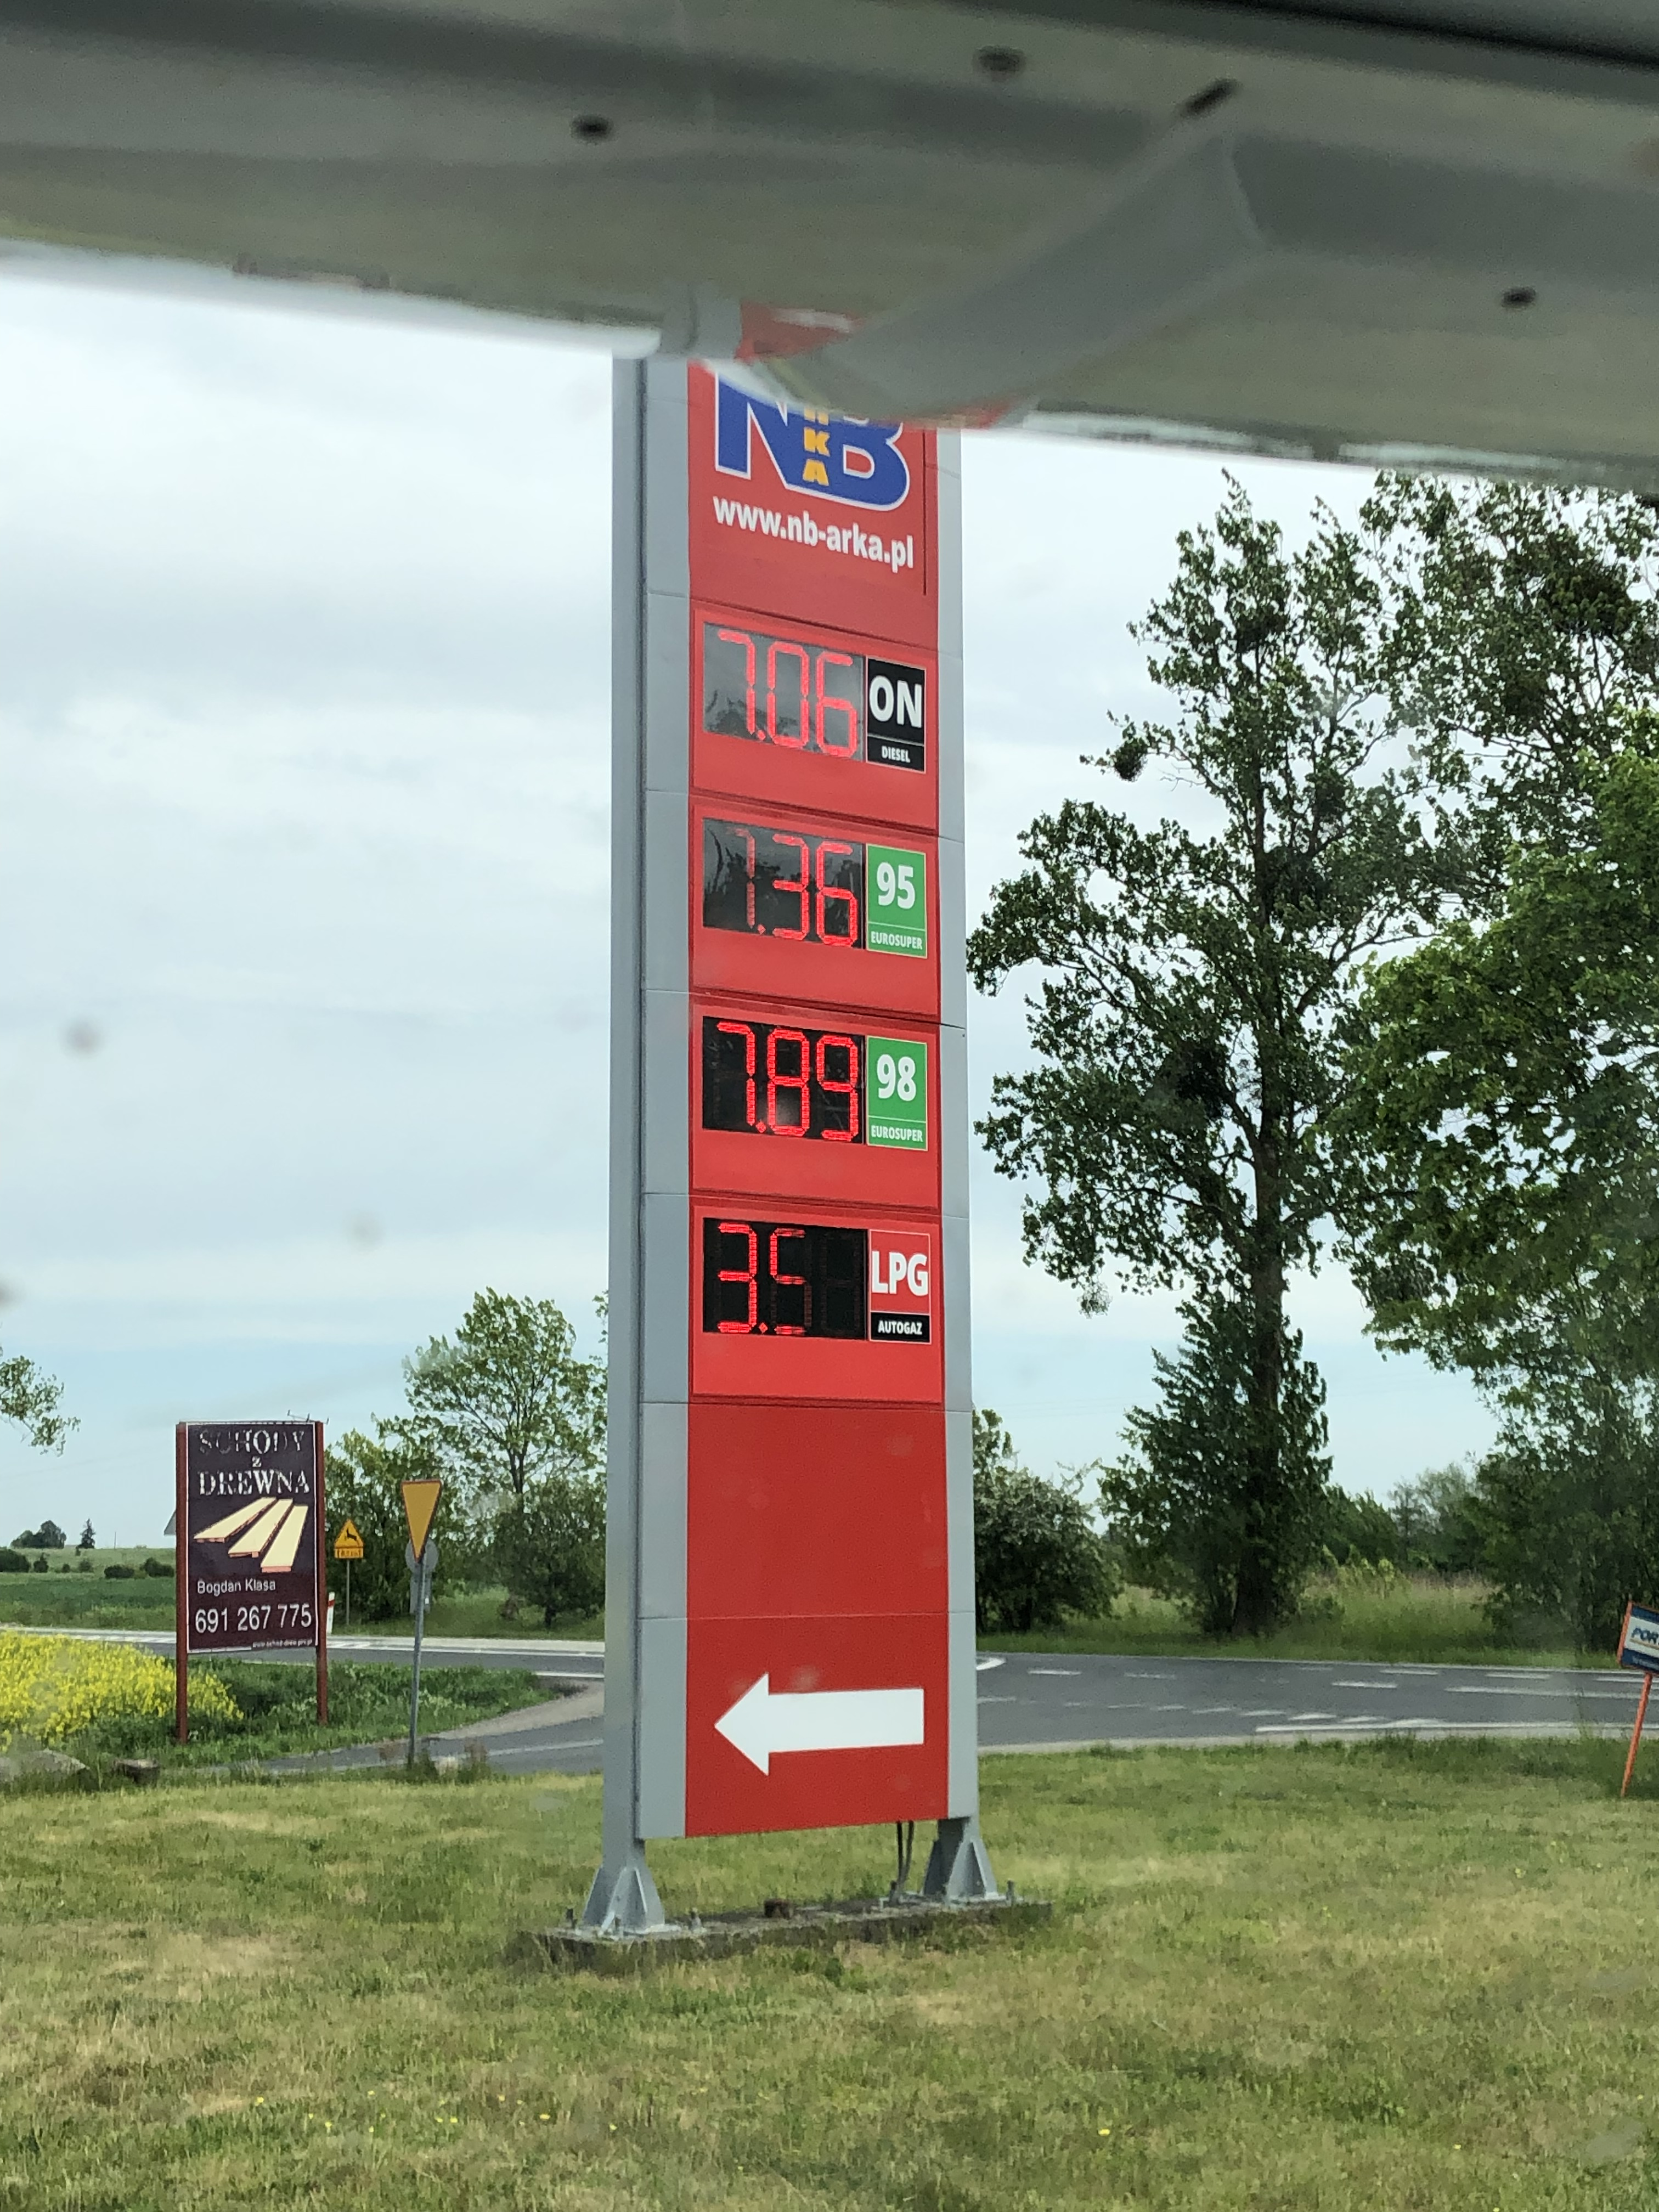 NB
www.nb-arka.pl
7.06 ON
DIESEL
7.36 95
EUROSUPER
7.89 98
EUROSUPER
3.5 LPG
AUTOGAZ
SCHODY
z
DREWNA
Bogdan Klasa
691 267 775